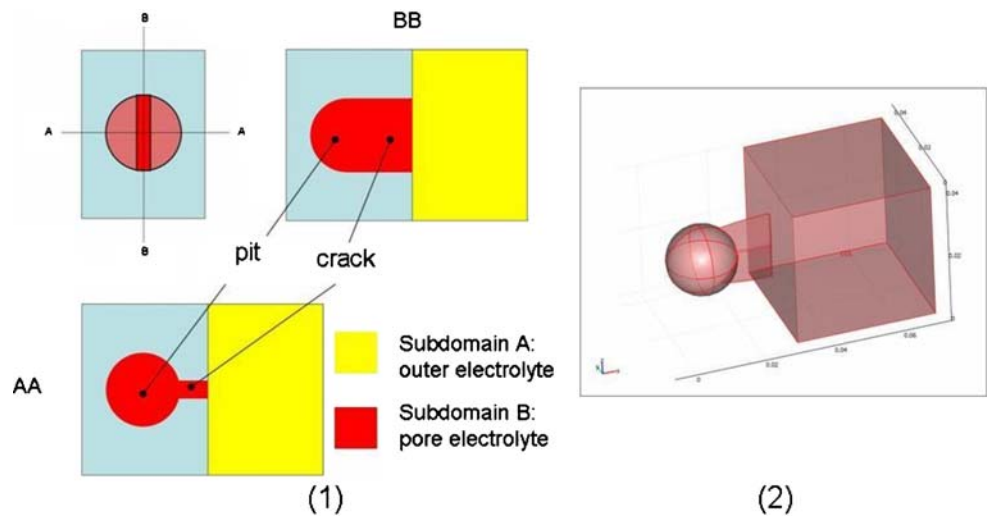 B
A
A
B
BB
pit
crack
AA
Subdomain A:
outer electrolyte
Subdomain B:
pore electrolyte
(1)
0.04
0.02
0
0.04
0.02
0
0.06
0.04
0.02
0
(2)